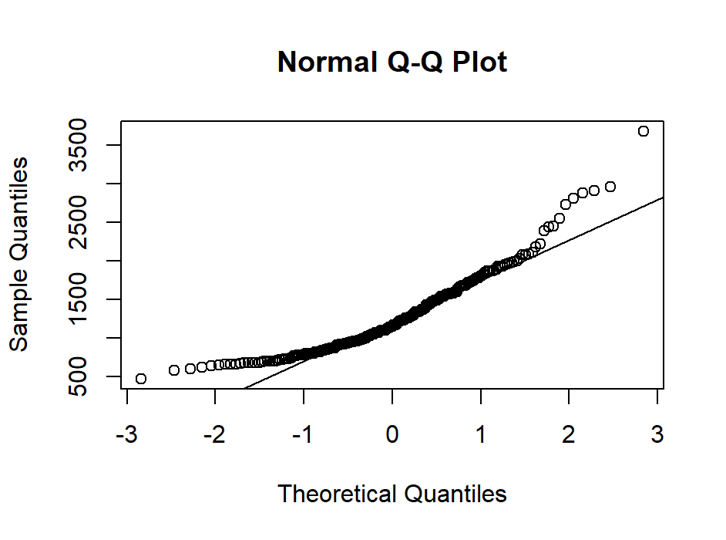 Normal Q-Q Plot
Sample Quantiles
3500
2500
1500
500
-3 -2 -1 0 1 2 3
Theoretical Quantiles